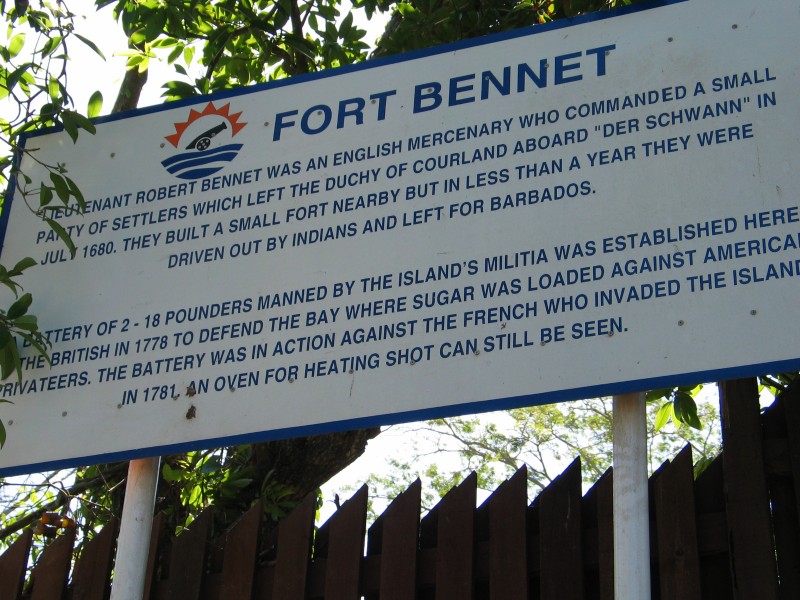 FORT BENNET
LIEUTENANT ROBERT BENNET WAS AN ENGLISH MERCENARY WHO COMMANDED A SMALL
PARTY OF SETTLERS WHICH LEFT THE DUCHY OF COURLAND ABOARD "DER SCHWANN" IN
JULY 1680. THEY BUILT A SMALL FORT NEARBY BUT IN LESS THAN A YEAR THEY WERE
DRIVEN OUT BY INDIANS AND LEFT FOR BARBADOS.
BATTERY OF 2 - 18 POUNDERS MANNED BY THE ISLAND'S MILITIA WAS ESTABLISHED HERE
THE BRITISH IN 1778 TO DEFEND THE BAY WHERE SUGAR WAS LOADED AGAINST AMERICAN
PRIVATEERS. THE BATTERY WAS IN ACTION AGAINST THE FRENCH WHO INVADED THE ISLAND
IN 1781. AN OVEN FOR HEATING SHOT CAN STILL BE SEEN.